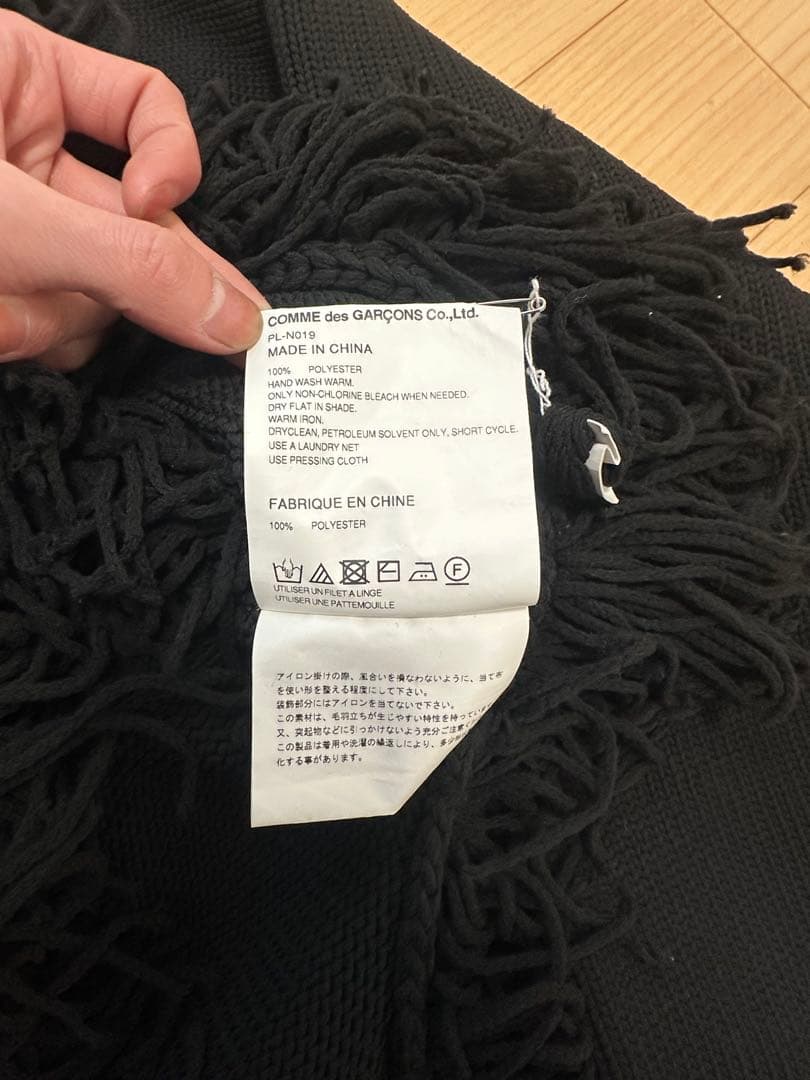 COMME des GARÇONS Co.,Ltd.
PL-N019
MADE IN CHINA
100% POLYESTER
HAND WASH WARM.
ONLY NON-CHLORINE BLEACH WHEN NEEDED.
DRY FLAT IN SHADE.
WARM IRON.
DRYCLEAN, PETROLEUM SOLVENT ONLY, SHORT CYCLE.
USE A LAUNDRY NET
USE PRESSING CLOTH
FABRIQUE EN CHINE
100% POLYESTER
F
UTILISER UN FILET A LINGE
UTILISER UNE PATTEMOUILLE
アイロン掛けの際、風合いを損なわないように、当て布
を使い形を整える程度にして下さい。
装飾部分にはアイロンを当てないで下さい。
この素材は、毛羽立ちが生じやすい特性を持ってい
又、突起物などに引っかけないよう充分ご注意
この製品は着用や洗濯の繰返しにより、多少
化する事があります。